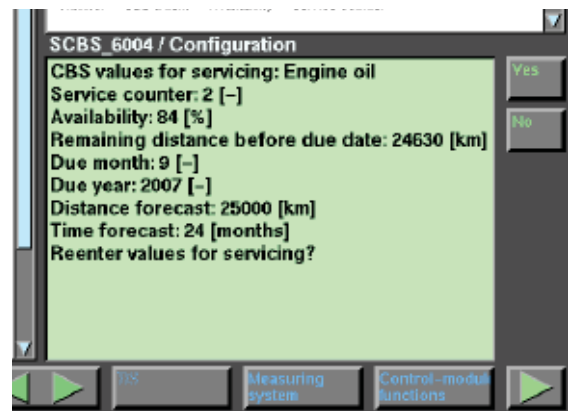 SCBS_6004 / Configuration
CBS values for servicing: Engine oil
Service counter: 2 [–]
Availability: 84 [%]
Remaining distance before due date: 24630 [km]
Due month: 9 [–]
Due year: 2007 [–]
Distance forecast: 25000 [km]
Time forecast: 24 [months]
Reenter values for servicing?
Yes
No
Measuring
system
Control–modul
functions